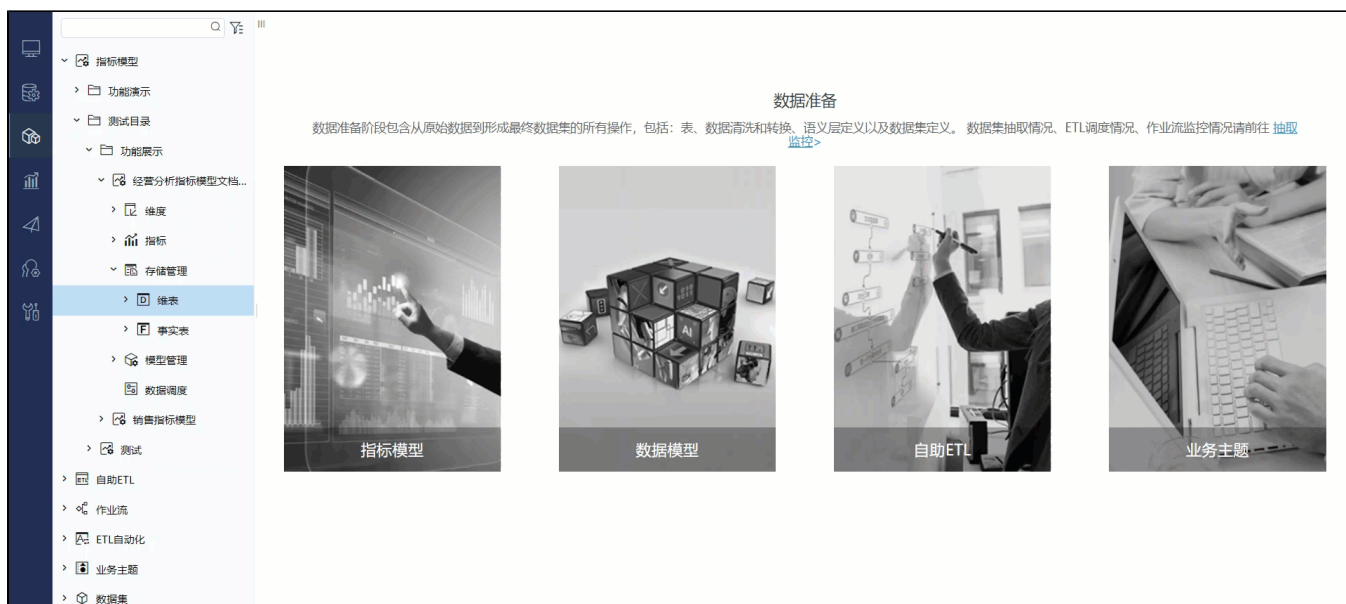 指标模型
功能演示
测试目录
功能展示
经营分析指标模型文档...
维度
指标
存储管理
维表
事实表
模型管理
数据调度
销售指标模型
测试
自助ETL
作业流
ETL自动化
业务主题
数据集
数据准备
数据准备阶段包含从原始数据到形成最终数据集的所有操作，包括：表、数据清洗和转换、语义层定义以及数据集定义。 数据集抽取情况、ETL调度情况、作业流监控情况请前往 抽取
监控>
指标模型
数据模型
自助ETL
业务主题